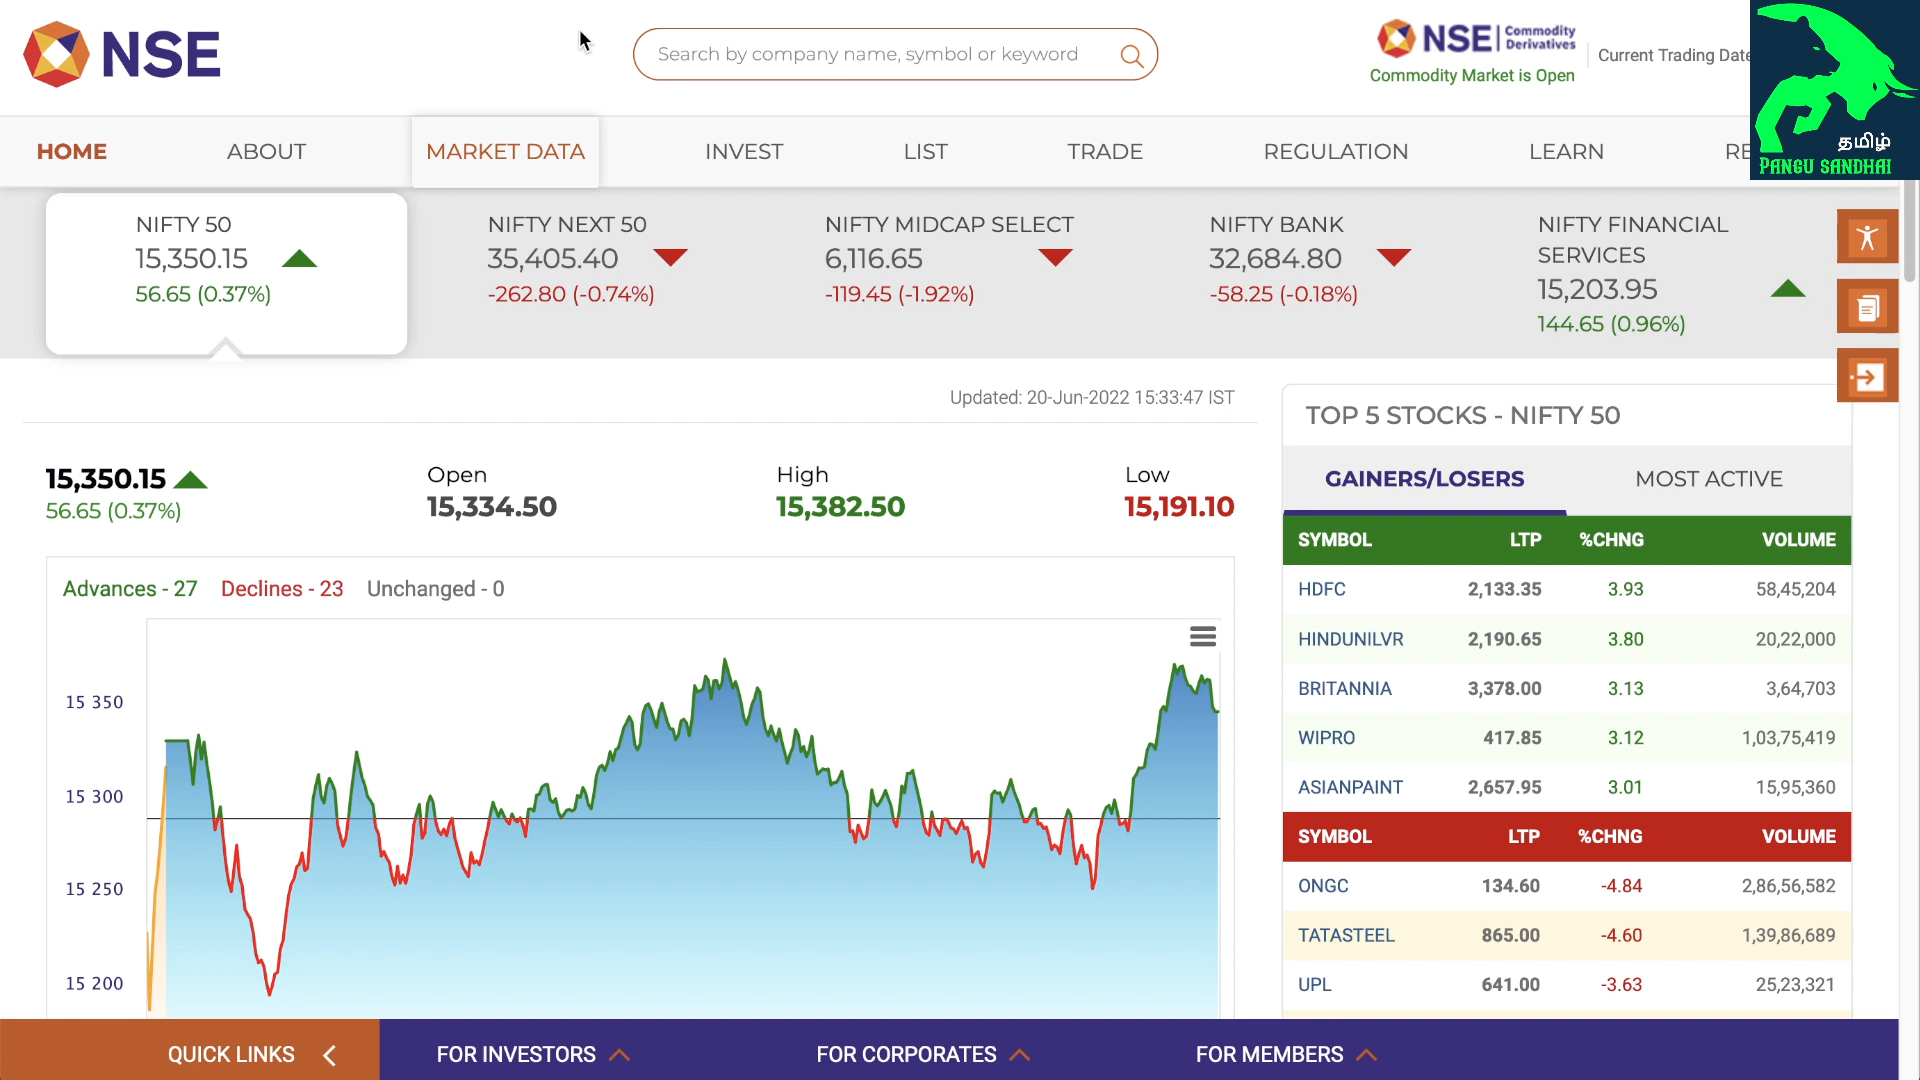 NSE
Search by company name, symbol or keyword
NSE
Commodity
Derivatives
Commodity Market is Open
Current Trading Date
தமிழ்
PANGU SANDHAI
HOME
ABOUT
MARKET DATA
INVEST
LIST
TRADE
REGULATION
LEARN
RE
NIFTY 50
15,350.15
56.65 (0.37%)
NIFTY NEXT 50
35,405.40
-262.80 (-0.74%)
NIFTY MIDCAP SELECT
6,116.65
-119.45 (-1.92%)
NIFTY BANK
32,684.80
-58.25 (-0.18%)
NIFTY FINANCIAL
SERVICES
15,203.95
144.65 (0.96%)
Updated: 20-Jun-2022 15:33:47 IST
15,350.15
56.65 (0.37%)
Open
15,334.50
High
15,382.50
Low
15,191.10
Advances - 27 Declines - 23 Unchanged - 0
15 350
15 300
15 250
15 200
TOP 5 STOCKS - NIFTY 50
GAINERS/LOSERS MOST ACTIVE
SYMBOL LTP %CHNG VOLUME
HDFC 2,133.35 3.93 58,45,204
HINDUNILVR 2,190.65 3.80 20,22,000
BRITANNIA 3,378.00 3.13 3,64,703
WIPRO 417.85 3.12 1,03,75,419
ASIANPAINT 2,657.95 3.01 15,95,360
SYMBOL LTP %CHNG VOLUME
ONGC 134.60 -4.84 2,86,56,582
TATASTEEL 865.00 -4.60 1,39,86,689
UPL 641.00 -3.63 25,23,321
QUICK LINKS
FOR INVESTORS
FOR CORPORATES
FOR MEMBERS